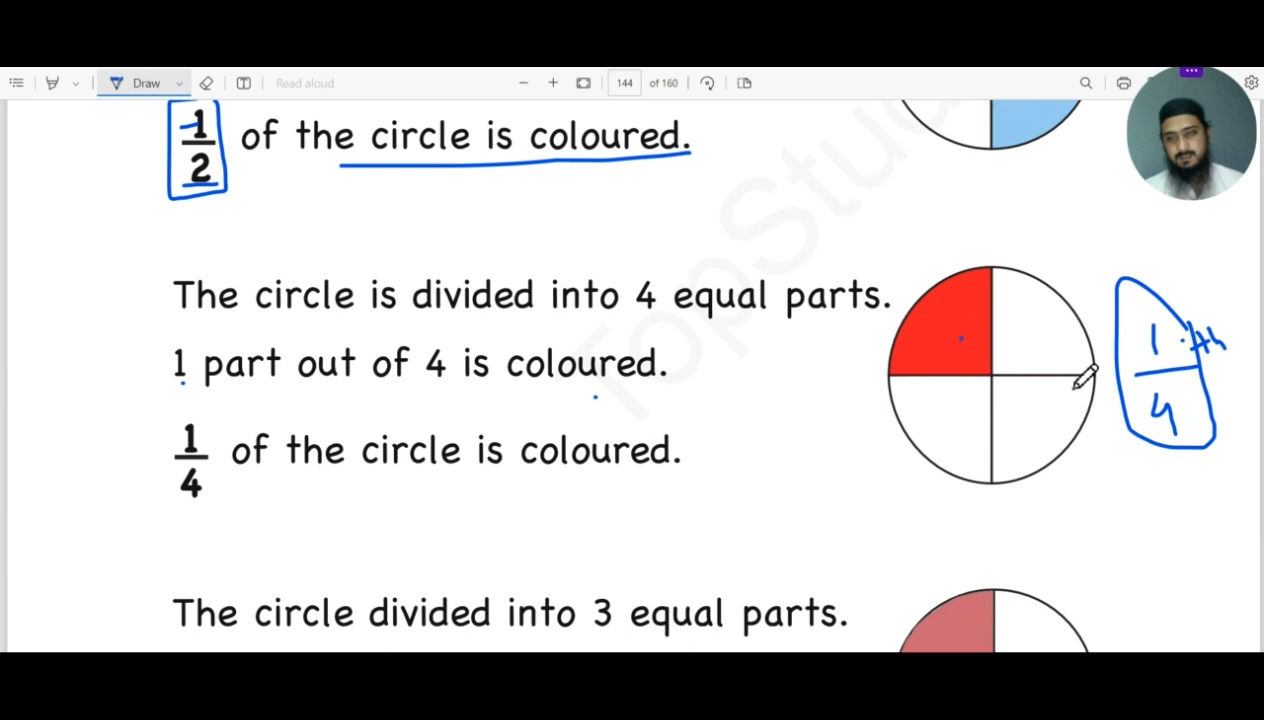 Draw
Read aloud
144 of 160
1/2 of the circle is coloured.
The circle is divided into 4 equal parts.
1 part out of 4 is coloured.
1/4 of the circle is coloured.
1/4 th
The circle divided into 3 equal parts.